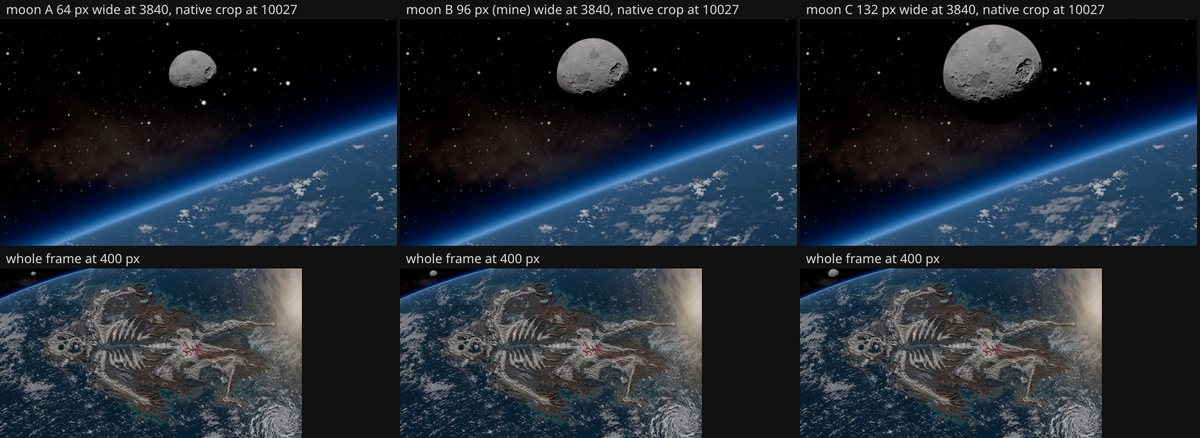 moon A 64 px wide at 3840, native crop at 10027
moon B 96 px (mine) wide at 3840, native crop at 10027
moon C 132 px wide at 3840, native crop at 10027
whole frame at 400 px
whole frame at 400 px
whole frame at 400 px